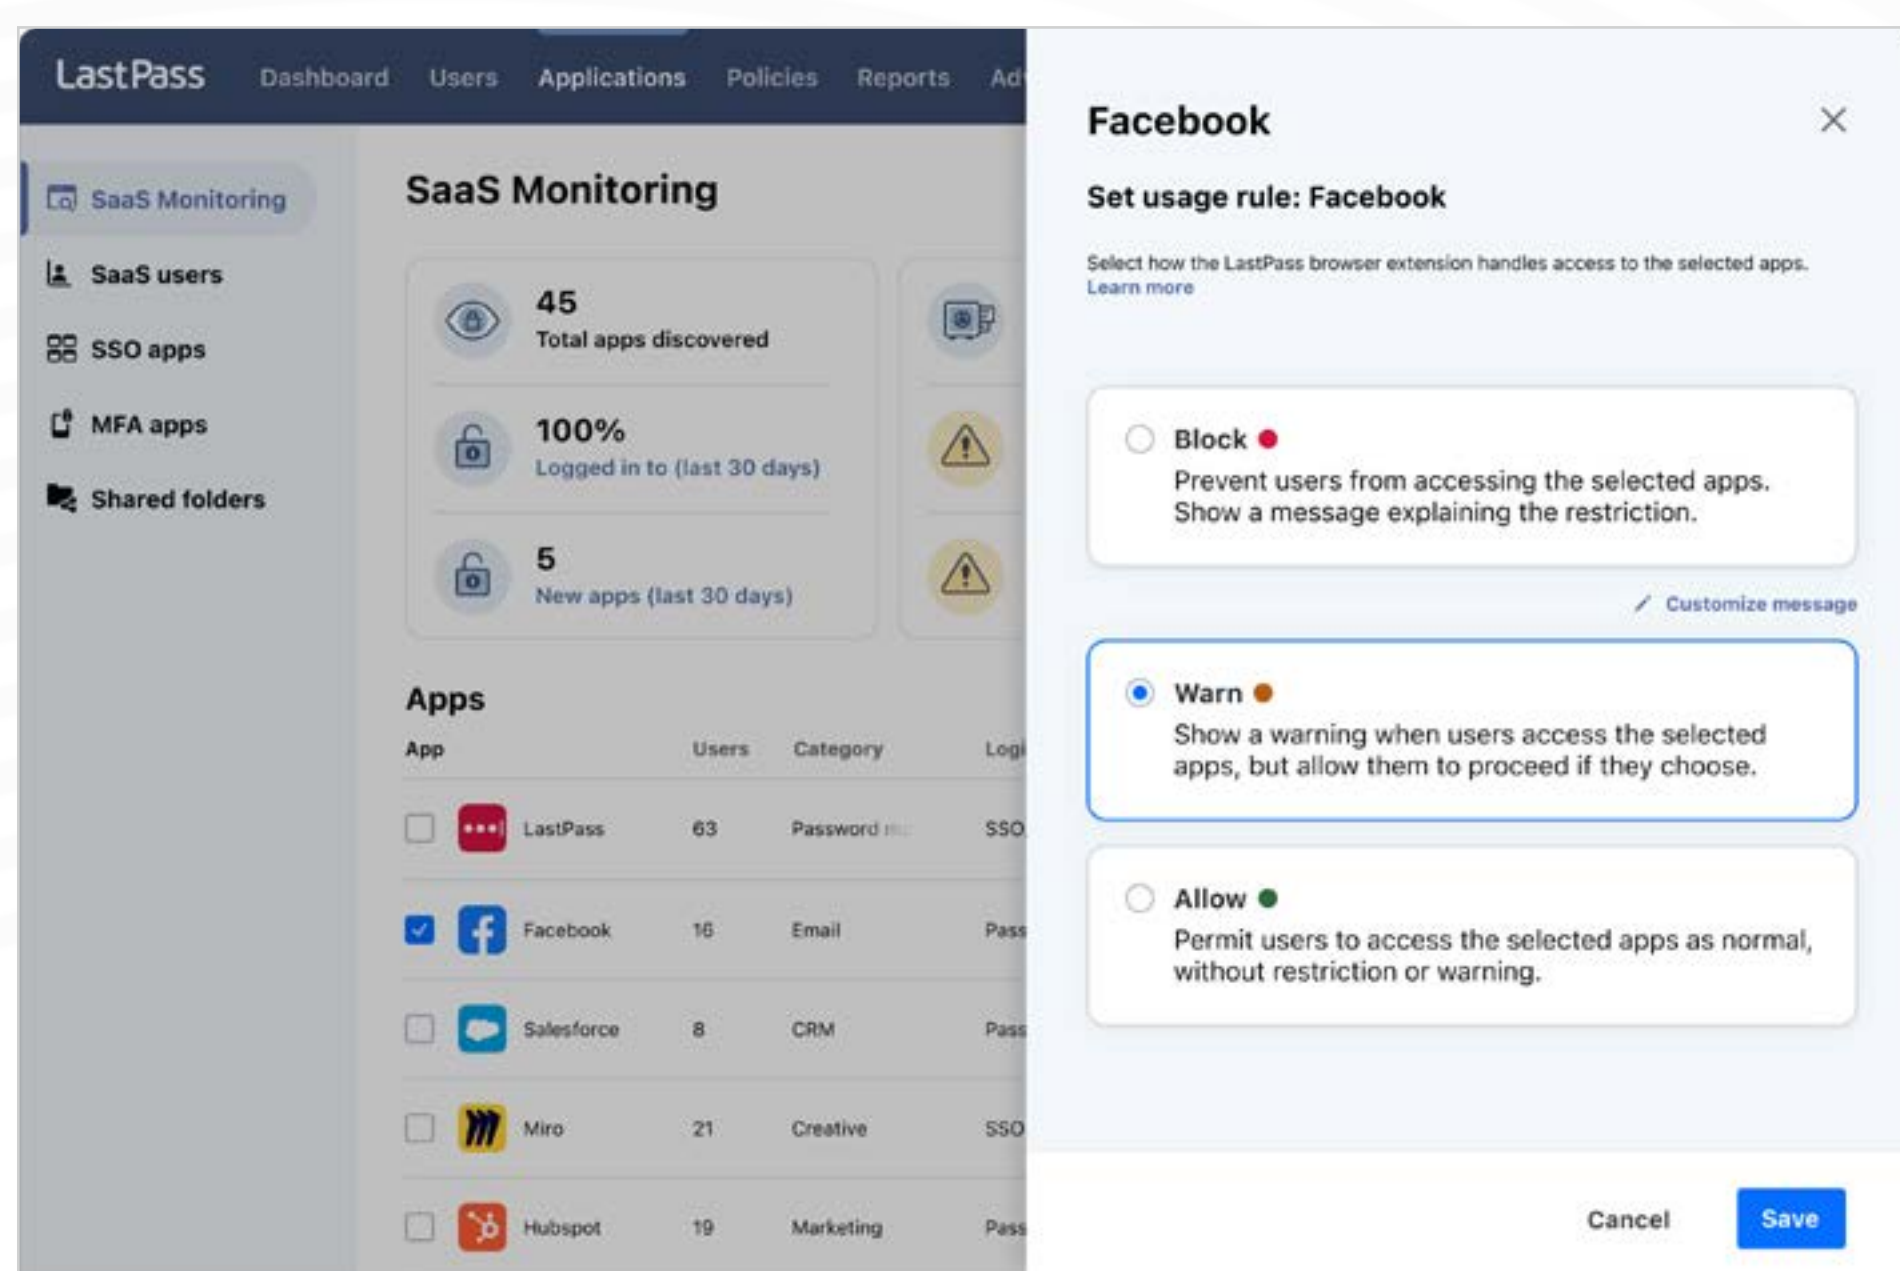 LastPass Dashboard Users Applications Policies Reports
SaaS Monitoring
SaaS users
SSO apps
MFA apps
Shared folders
SaaS Monitoring
45
Total apps discovered
100%
Logged in to (last 30 days)
5
New apps (last 30 days)
Apps
App Users Category
LastPass 63 Password SSO
Facebook 16 Email Pass
Salesforce 8 CRM Pass
Miro 21 Creative SSO
Hubspot 19 Marketing Pass
Facebook
Set usage rule: Facebook
Select how the LastPass browser extension handles access to the selected apps.
Learn more
Block
Prevent users from accessing the selected apps.
Show a message explaining the restriction.
Customize message
Warn
Show a warning when users access the selected
apps, but allow them to proceed if they choose.
Allow
Permit users to access the selected apps as normal,
without restriction or warning.
Cancel Save